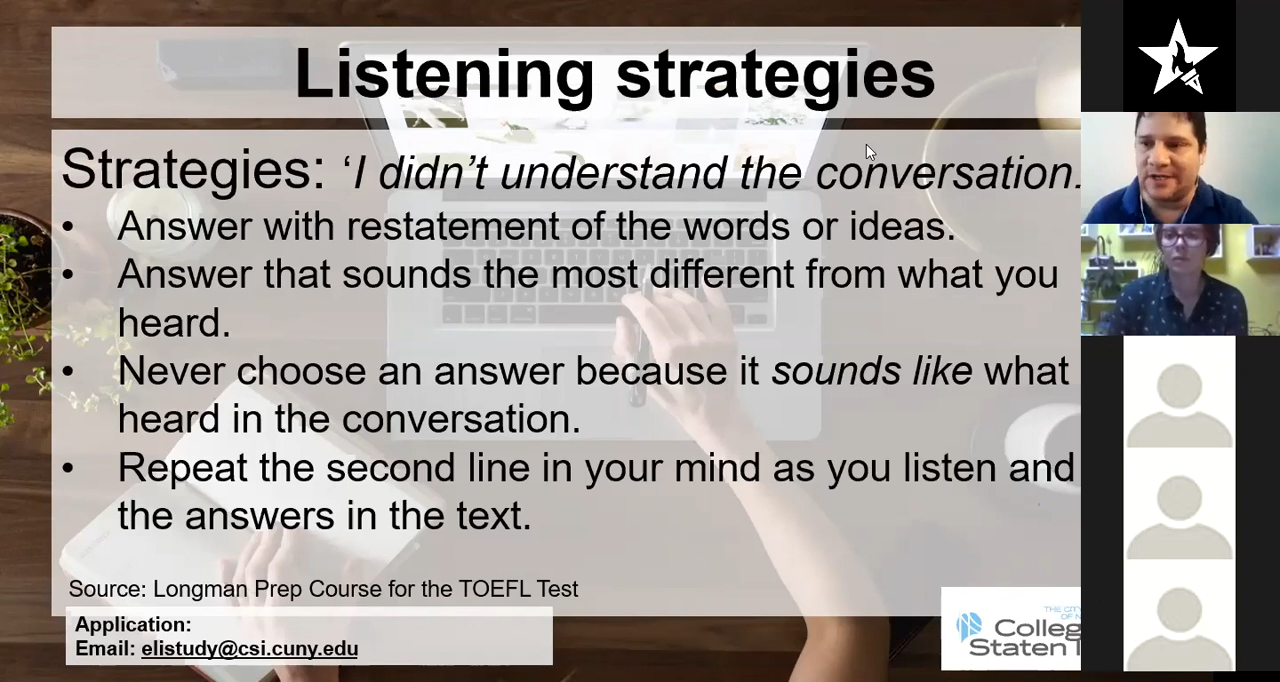 Listening strategies
Strategies: ‘I didn’t understand the conversation.
• Answer with restatement of the words or ideas.
• Answer that sounds the most different from what you
heard.
• Never choose an answer because it sounds like what
heard in the conversation.
• Repeat the second line in your mind as you listen and
the answers in the text.
Source: Longman Prep Course for the TOEFL Test
Application:
Email: elistudy@csi.cuny.edu
THE CIT
OF N
Colleg
Staten